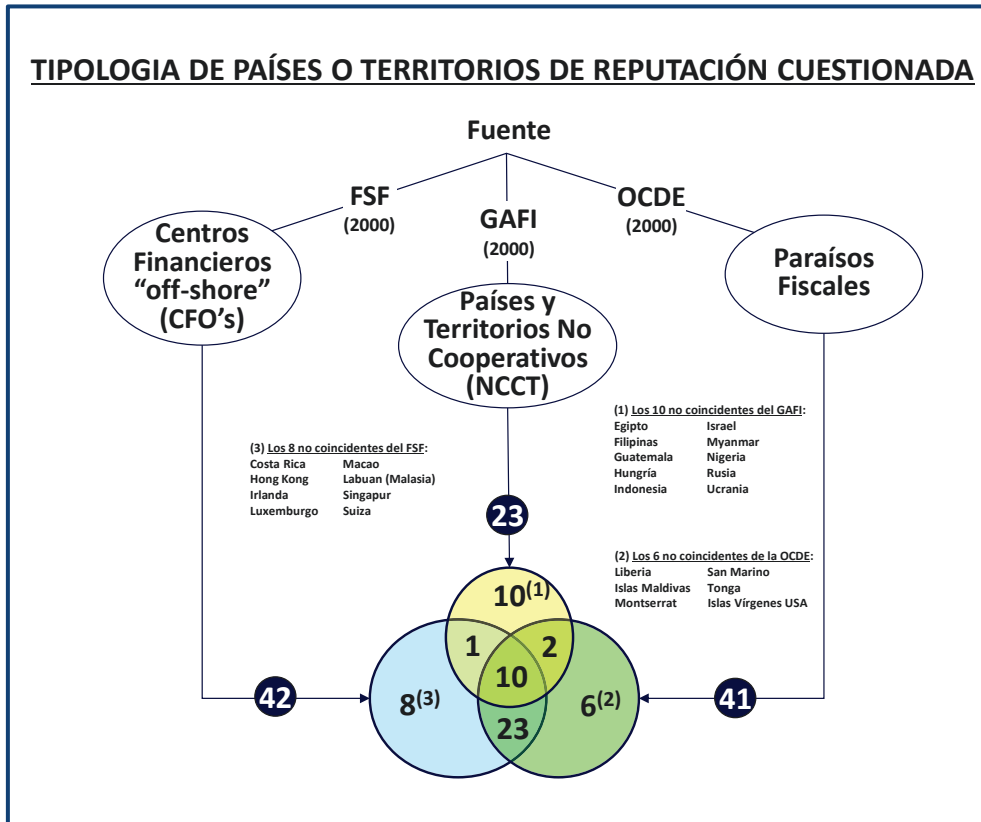 TIPOLOGIA DE PAÍSES O TERRITORIOS DE REPUTACIÓN CUESTIONADA
Fuente
FSF
(2000)
GAFI
(2000)
OCDE
(2000)
Centros
Financieros
“off-shore”
(CFO’s)
Países y
Territorios No
Cooperativos
(NCCT)
Paraísos
Fiscales
(3) Los 8 no coincidentes del FSF:
Costa Rica Macao
Hong Kong Labuan (Malasia)
Irlanda Singapur
Luxemburgo Suiza
(1) Los 10 no coincidentes del GAFI:
Egipto Israel
Filipinas Myanmar
Guatemala Nigeria
Hungría Rusia
Indonesia Ucrania
23
(2) Los 6 no coincidentes de la OCDE:
Liberia San Marino
Islas Maldivas Tonga
Montserrat Islas Vírgenes USA
10(1)
1 2
10
42 8(3) 6(2) 41
23